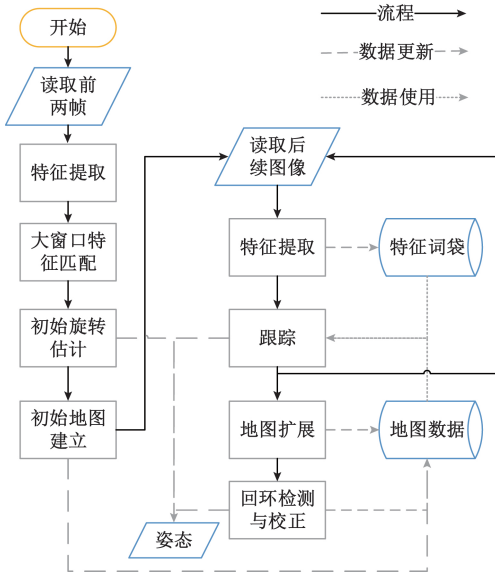 开始
流程
数据更新
数据使用
读取前
两帧
特征提取
大窗口特
征匹配
初始旋转
估计
初始地图
建立
读取后
续图像
特征提取
特征词袋
跟踪
地图扩展
地图数据
回环检测
与校正
姿态